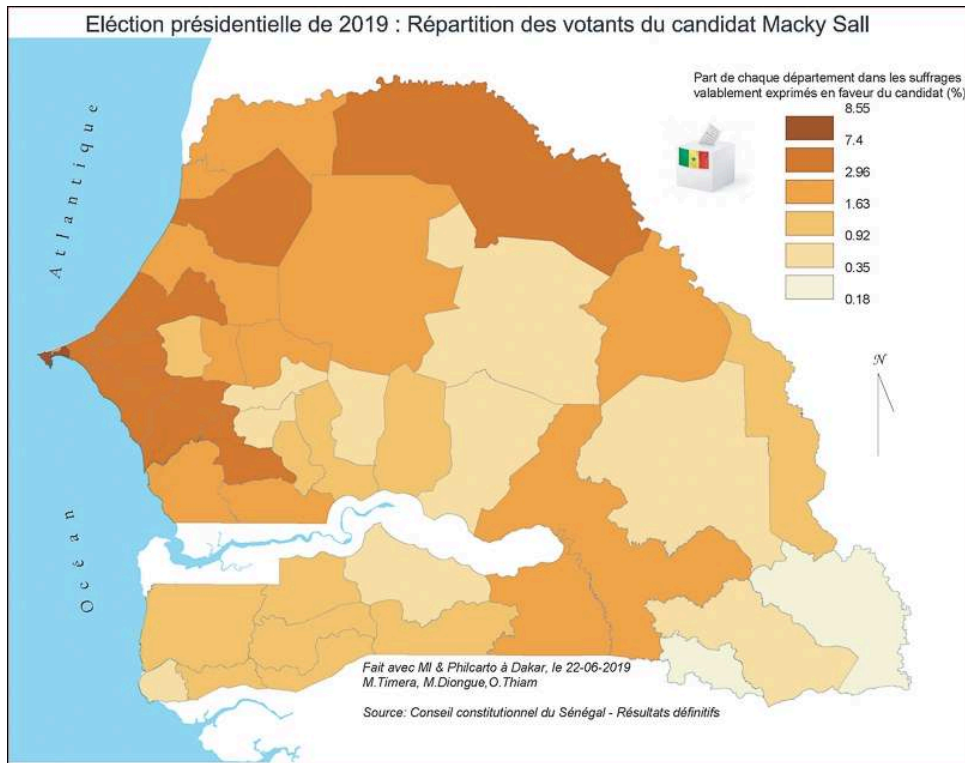 Eléction présidentielle de 2019 : Répartition des votants du candidat Macky Sall
Part de chaque département dans les suffrages
valablement exprimés en faveur du candidat (%)
8.55
7.4
2.96
1.63
0.92
0.35
0.18
Atlantique
Océan
N
Fait avec MI & Philcarto à Dakar, le 22-06-2019
M.Timera, M.Diongue,O.Thiam
Source: Conseil constitutionnel du Sénégal - Résultats définitifs